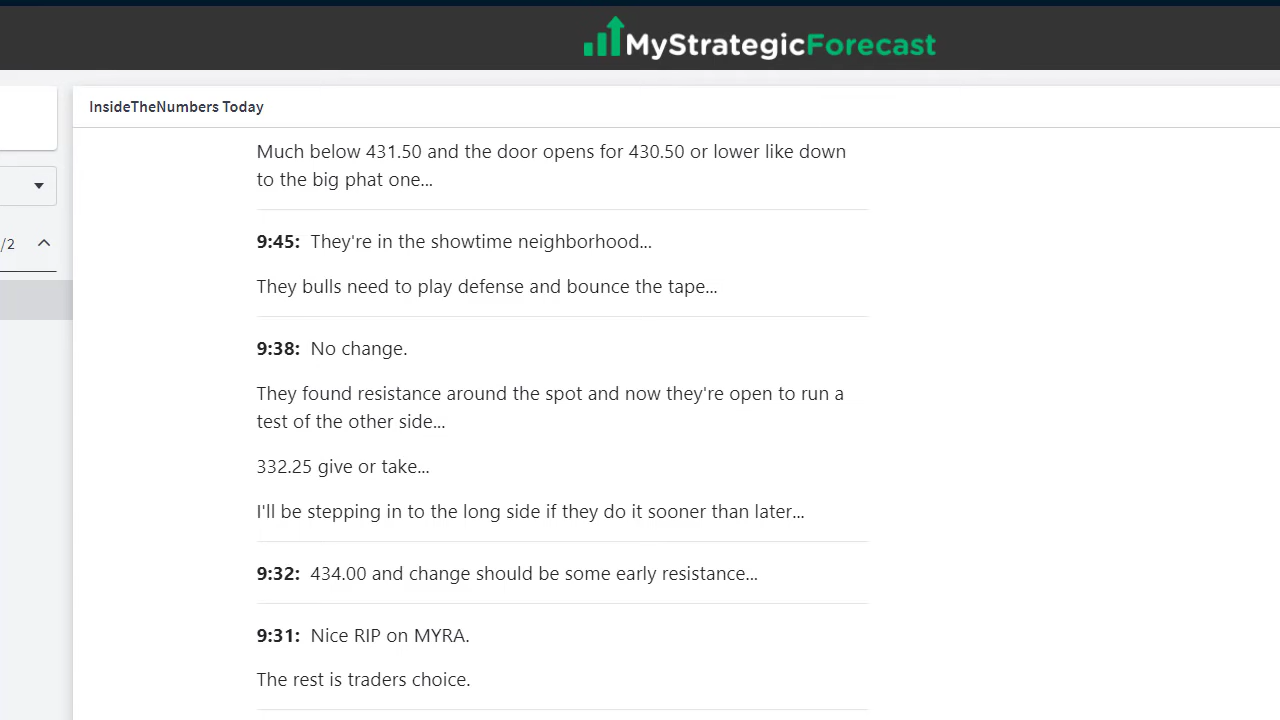 MyStrategicForecast
InsideTheNumbers Today
/2
Much below 431.50 and the door opens for 430.50 or lower like down
to the big phat one...
9:45: They're in the showtime neighborhood...
They bulls need to play defense and bounce the tape...
9:38: No change.
They found resistance around the spot and now they're open to run a
test of the other side...
332.25 give or take...
I'll be stepping in to the long side if they do it sooner than later...
9:32: 434.00 and change should be some early resistance...
9:31: Nice RIP on MYRA.
The rest is traders choice.